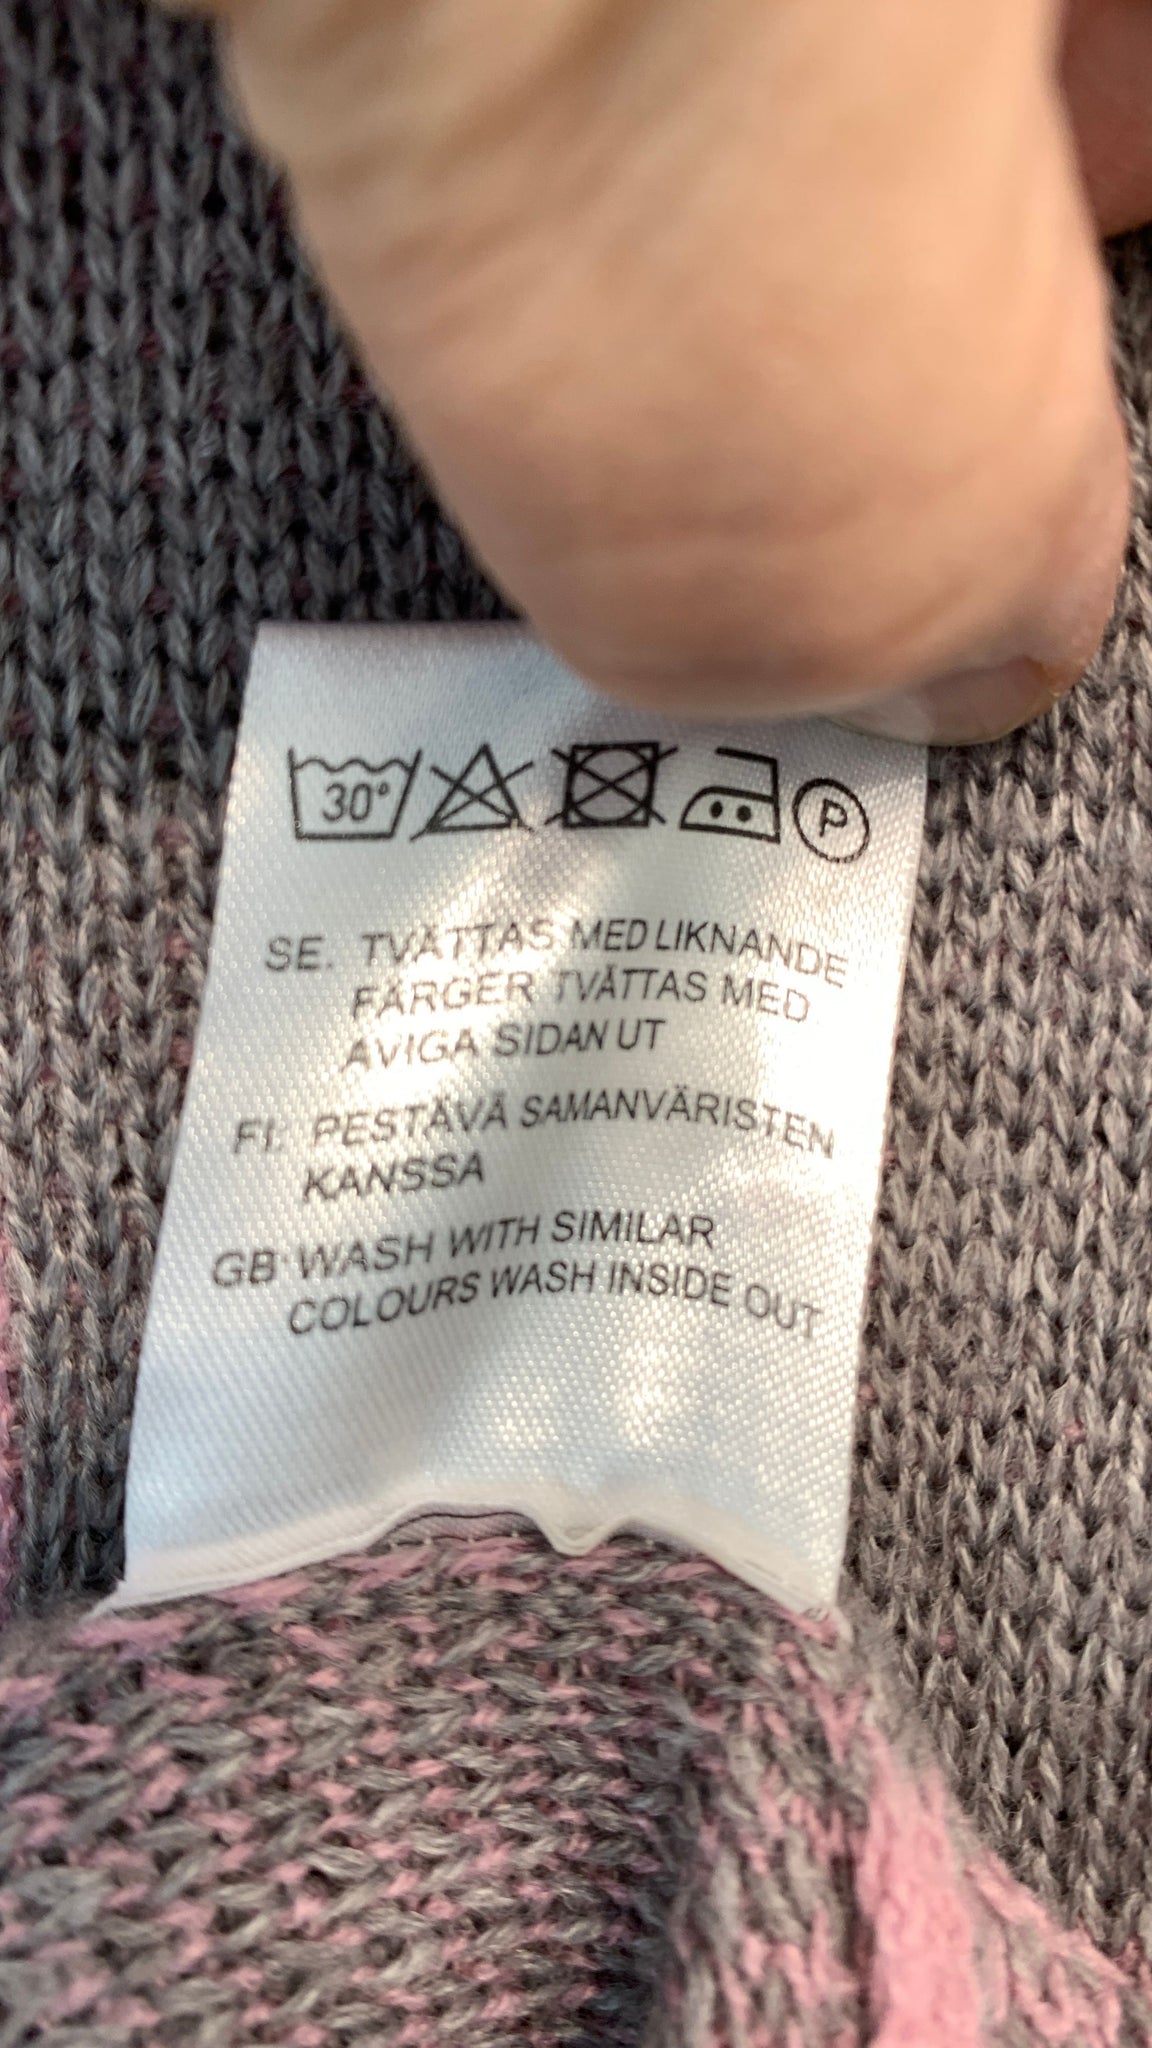 30°
P
SE. TVÄTTAS MED LIKNANDE
FÄRGER TVÄTTAS MED
AVIGA SIDAN UT
FI: PESTÄVÄ SAMANVÄRISTEN
KANSSA
GB: WASH WITH SIMILAR
COLOURS WASH INSIDE OUT